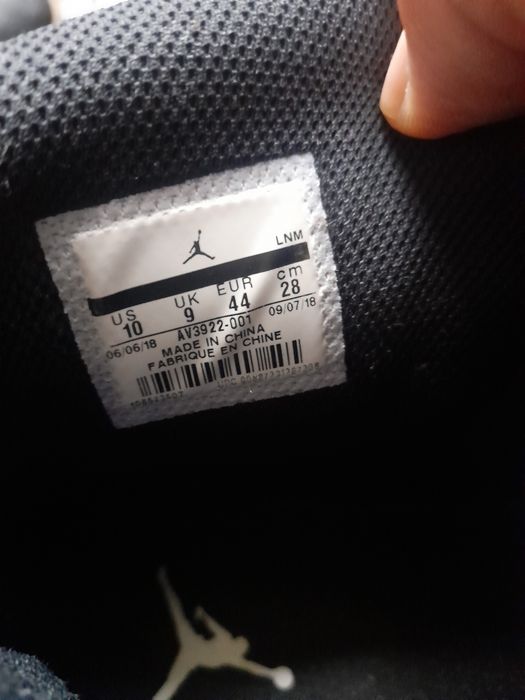 LNM
US UK EUR cm
10 9 44 28
06/06/18 AV3922-001 09/07/18
MADE IN CHINA
FABRIQUE EN CHINE
UPC